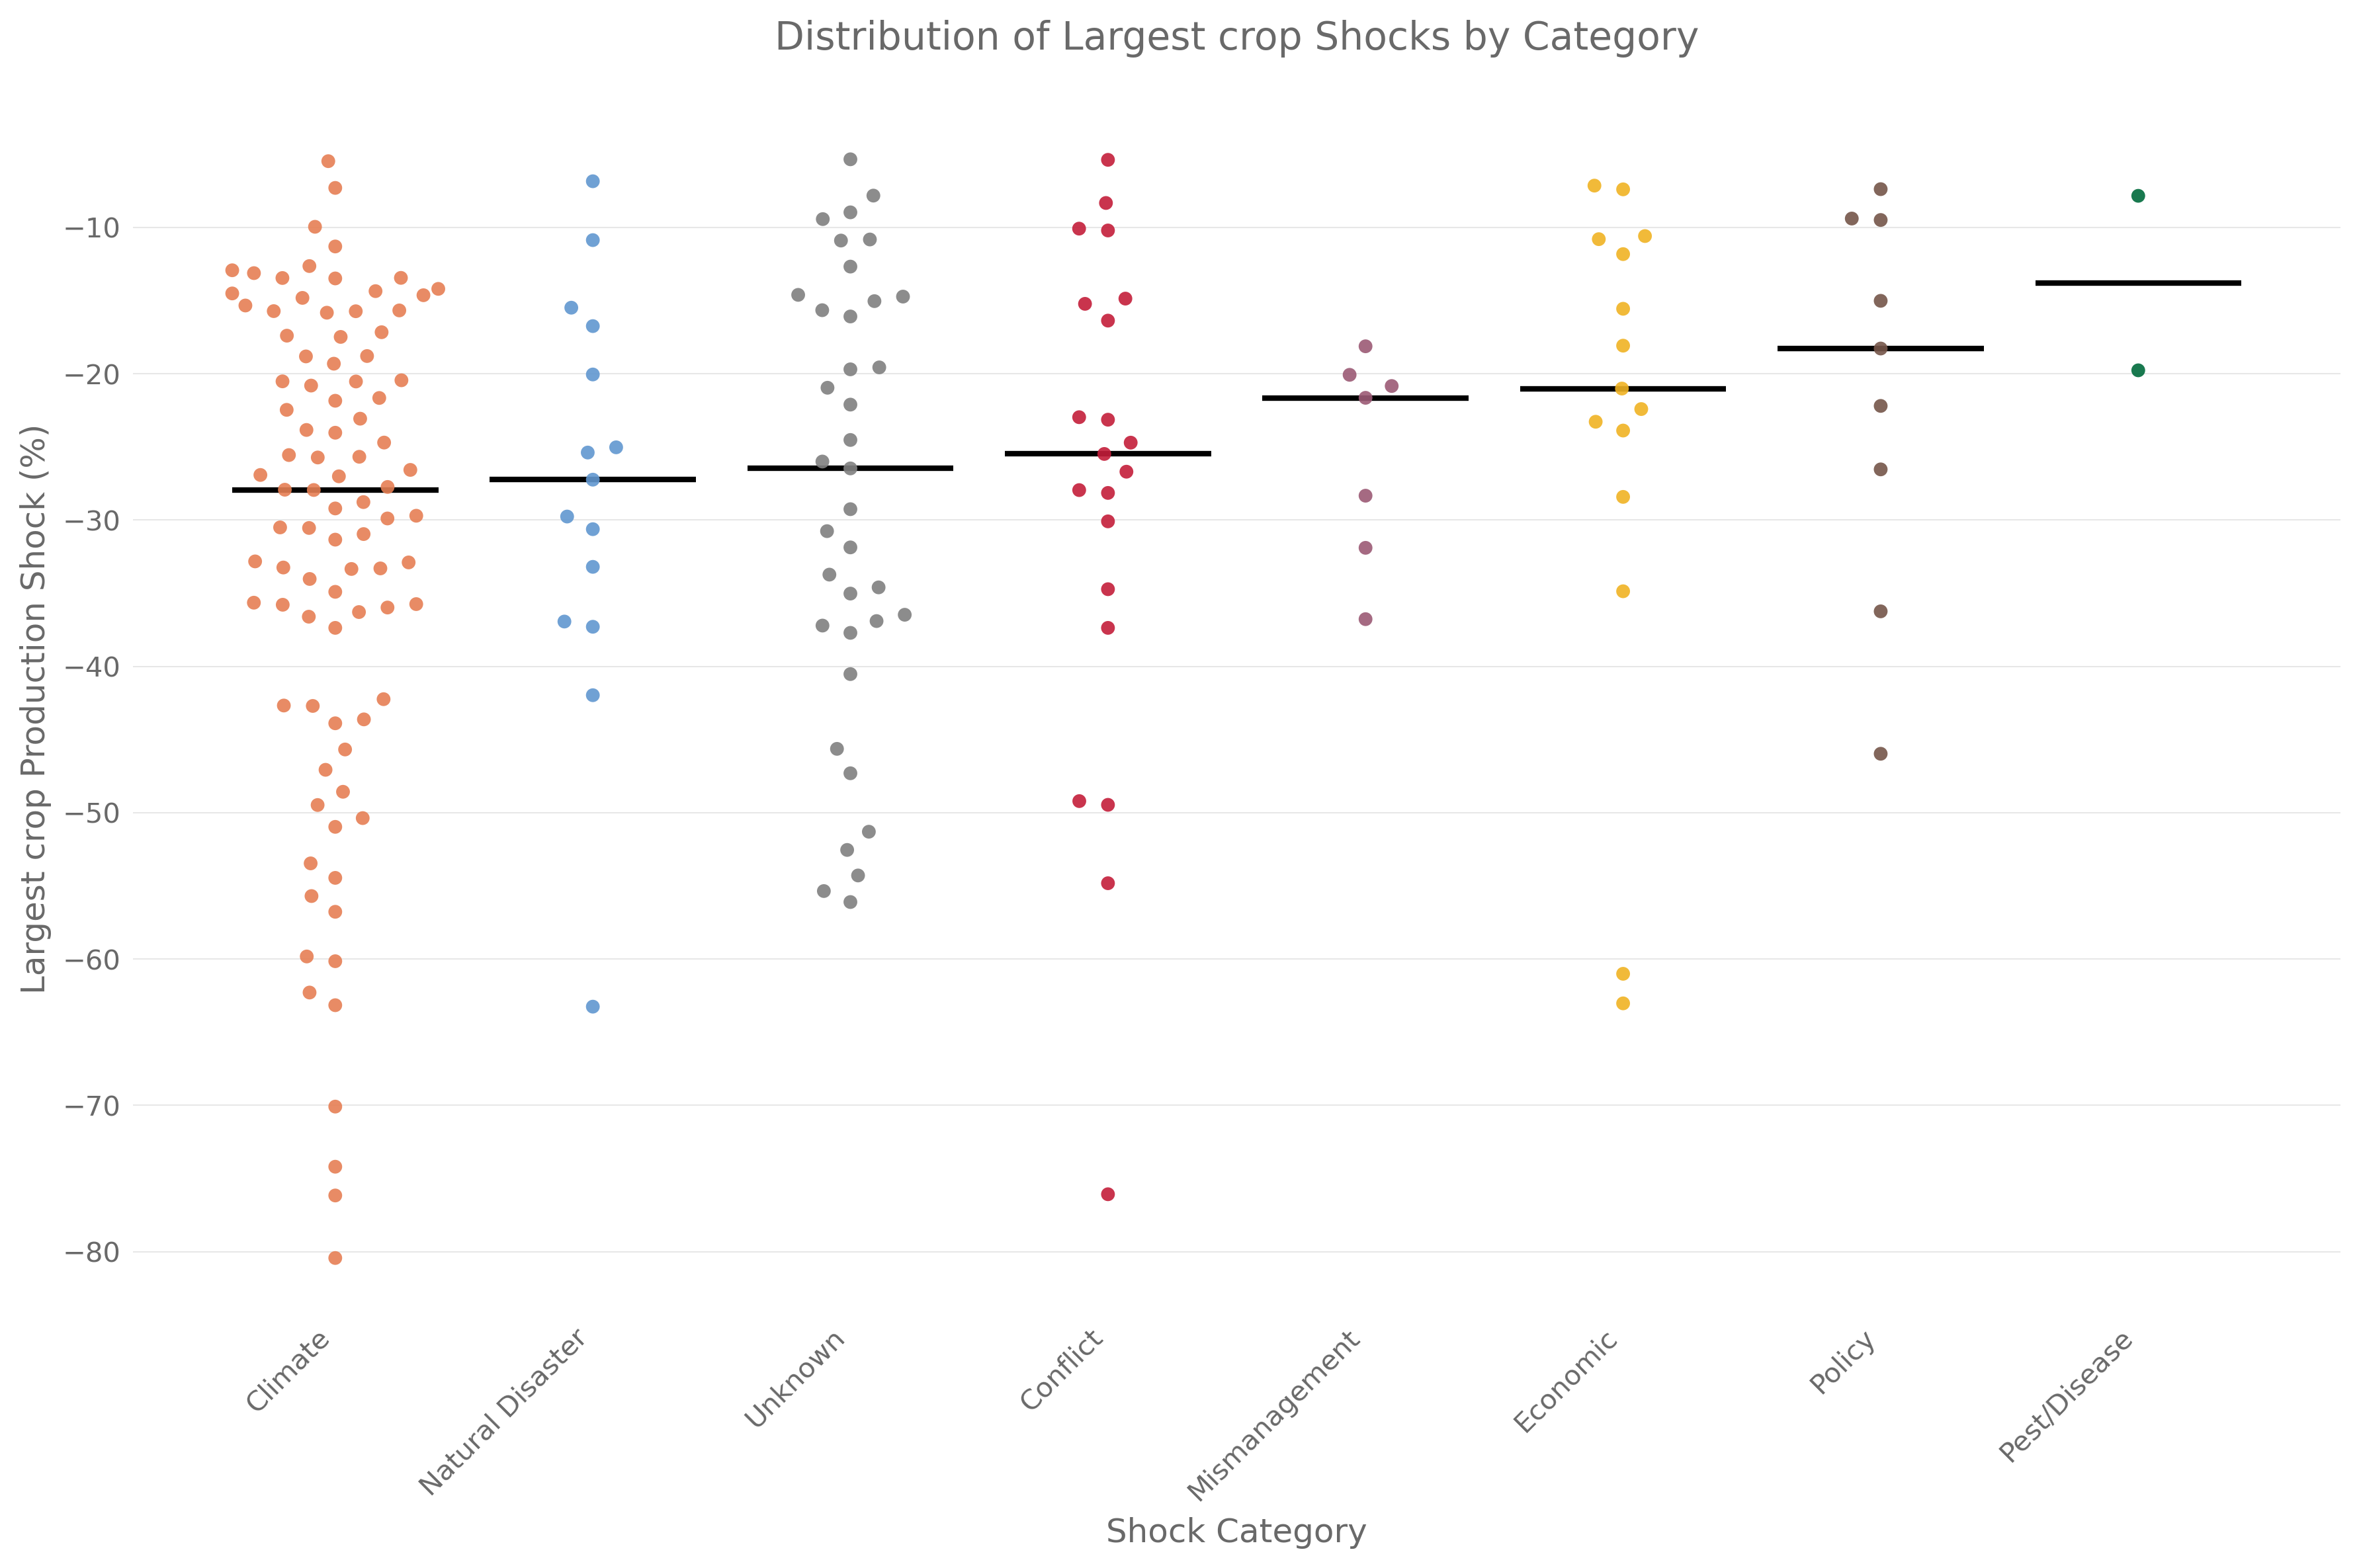 Distribution of Largest crop Shocks by Category
Largest crop Production Shock (%)
−10
−20
−30
−40
−50
−60
−70
−80
Climate
Natural Disaster
Unknown
Conflict
Mismanagement
Economic
Policy
Pest/Disease
Shock Category